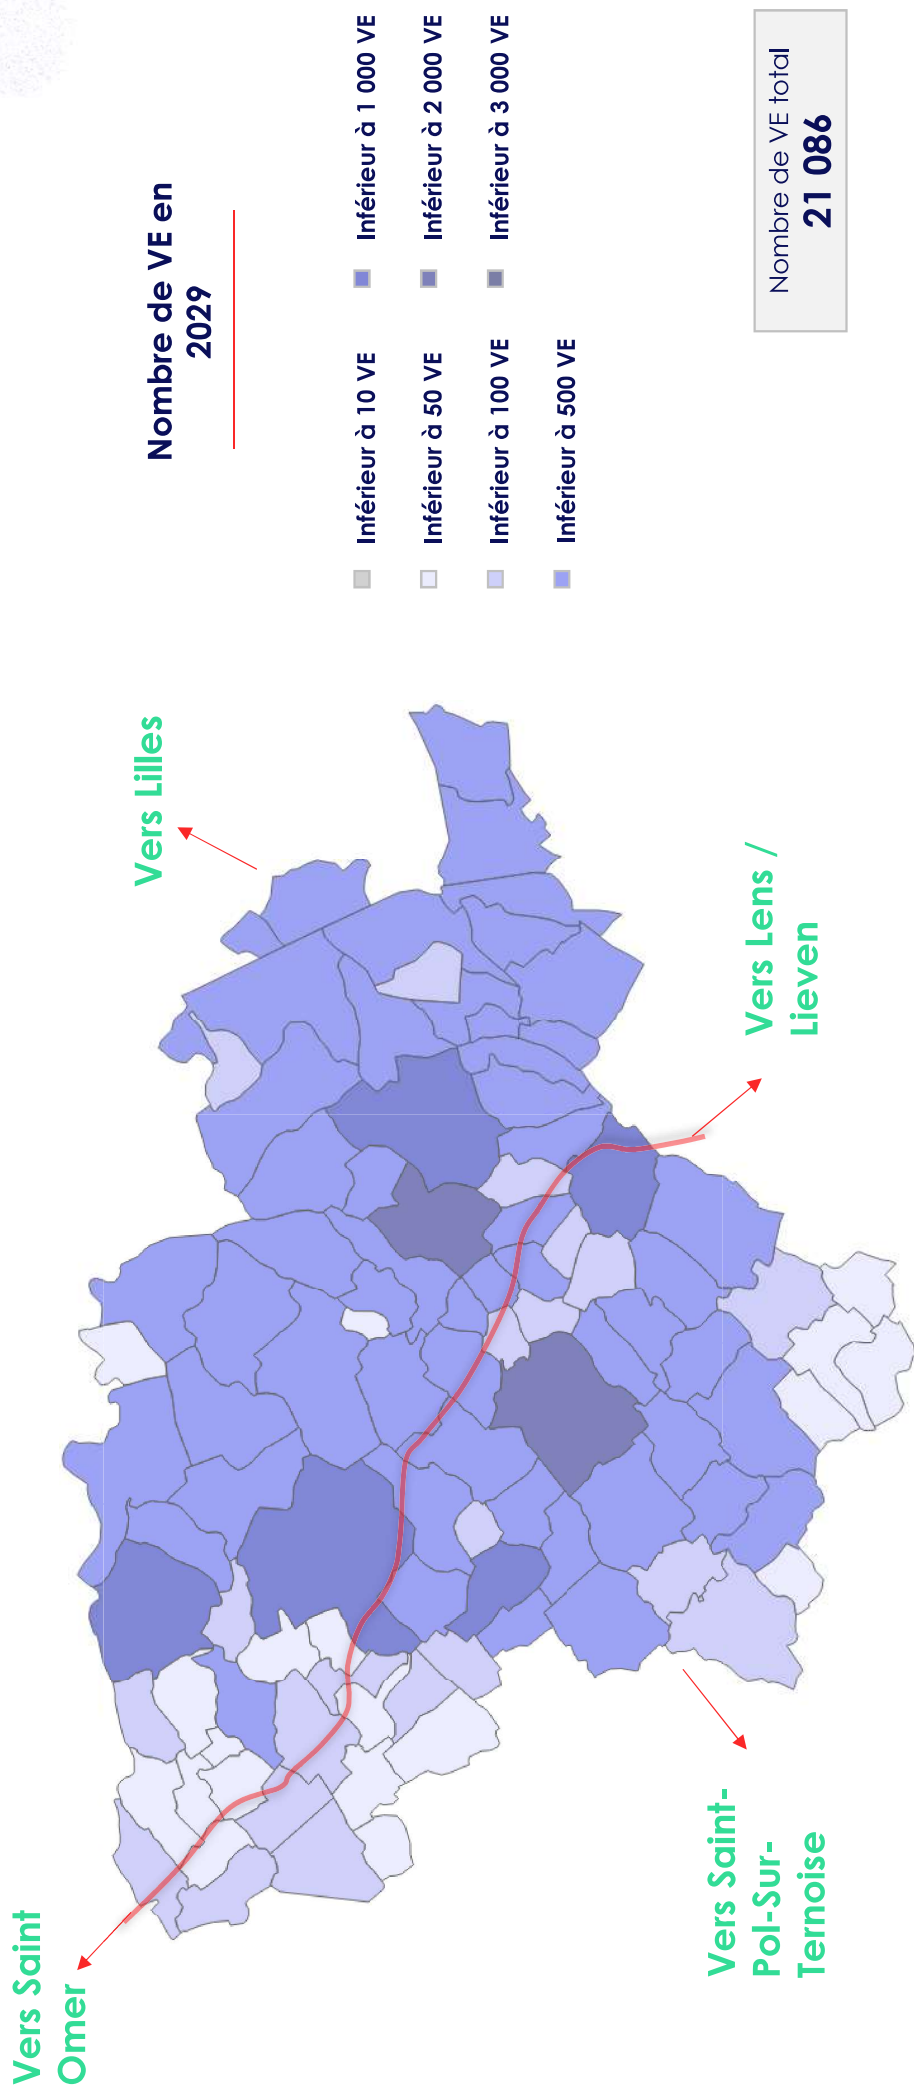 Nombre de VE en
2029
Inférieur à 10 VE
Inférieur à 50 VE
Inférieur à 100 VE
Inférieur à 500 VE
Inférieur à 1 000 VE
Inférieur à 2 000 VE
Inférieur à 3 000 VE
Nombre de VE total
21 086
Vers Saint
Omer
Vers Lilles
Vers Lens /
Lieven
Vers Saint-
Pol-Sur-
Ternoise